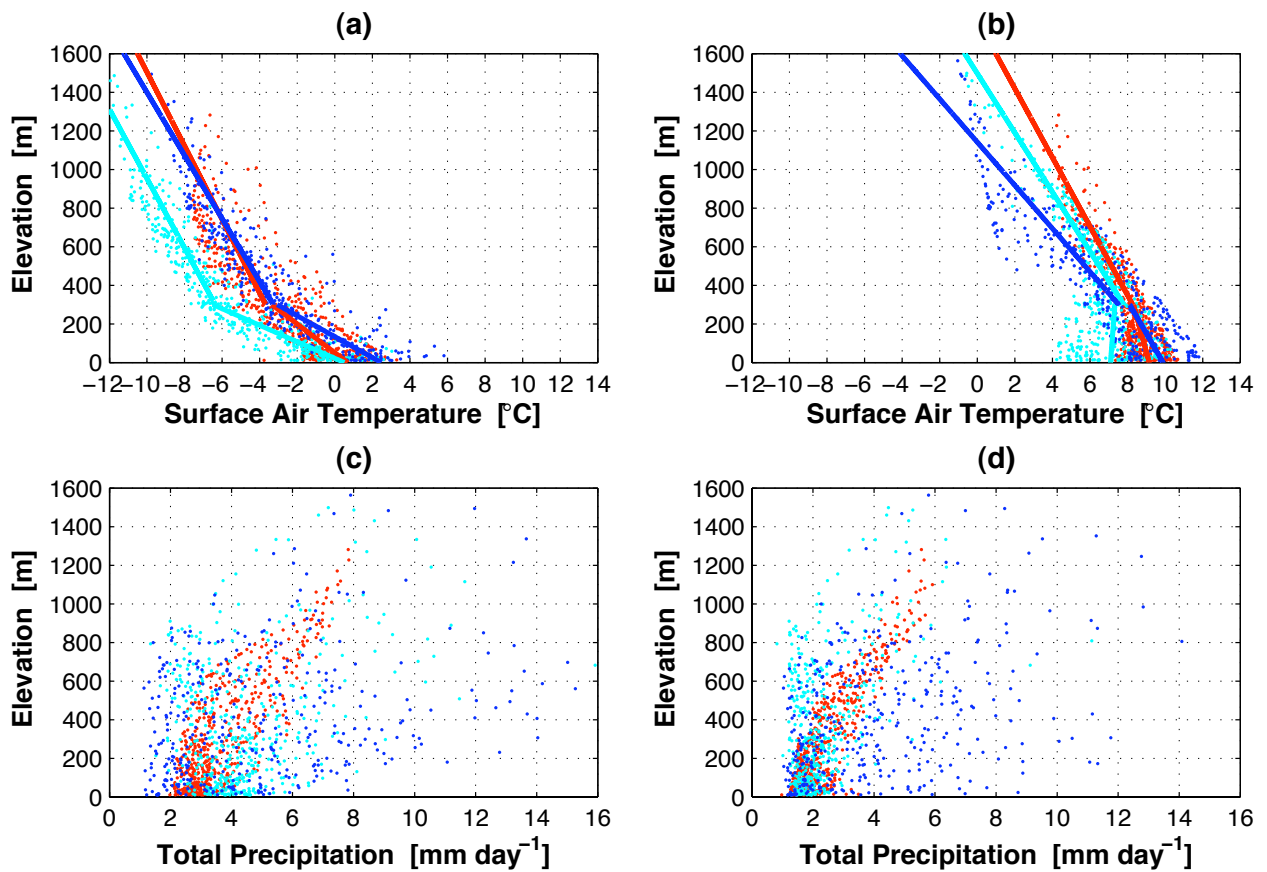 (a)
1600
1400
1200
1000
800
600
400
200
0
Elevation [m]
−12 −10 −8 −6 −4 −2 0 2 4 6 8 10 12 14
Surface Air Temperature [°C]
(b)
1600
1400
1200
1000
800
600
400
200
0
Elevation [m]
−12 −10 −8 −6 −4 −2 0 2 4 6 8 10 12 14
Surface Air Temperature [°C]
(c)
1600
1400
1200
1000
800
600
400
200
0
Elevation [m]
0 2 4 6 8 10 12 14 16
Total Precipitation [mm day⁻¹]
(d)
1600
1400
1200
1000
800
600
400
200
0
Elevation [m]
0 2 4 6 8 10 12 14 16
Total Precipitation [mm day⁻¹]